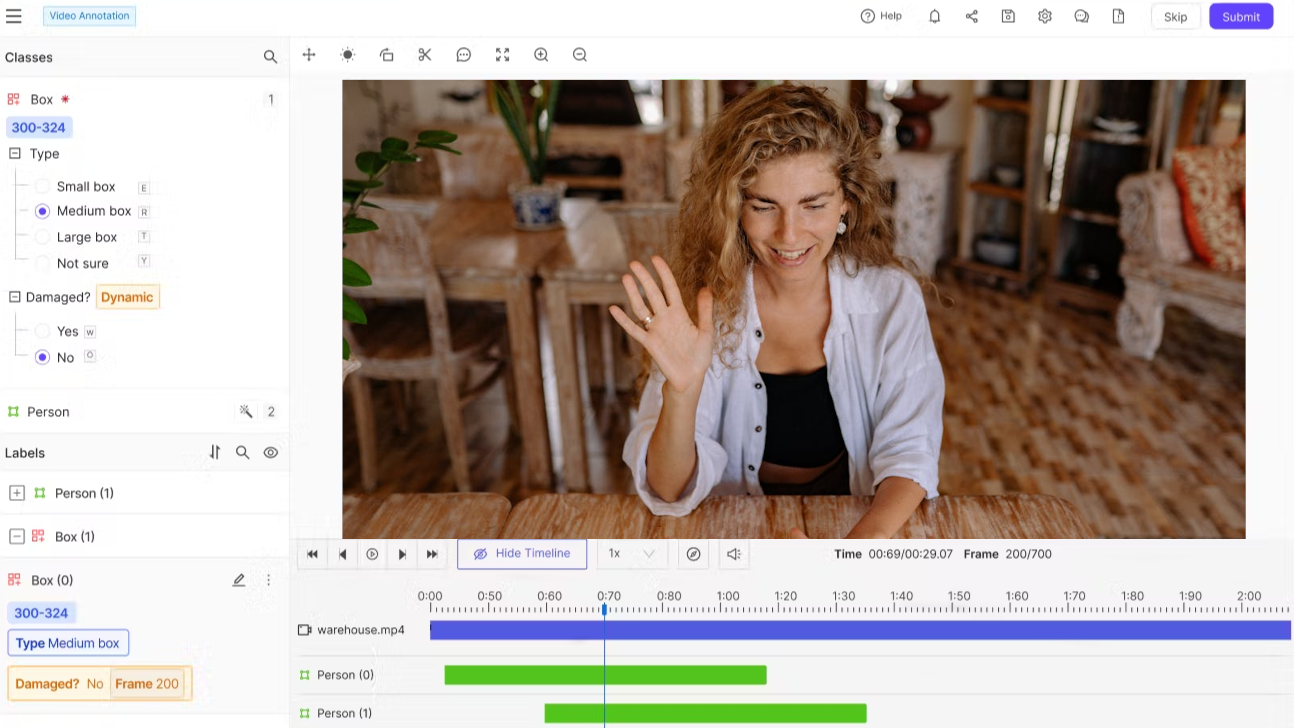 Video Annotation
Help
Skip
Submit
Classes
Box * 1
300-324
Type
Small box E
Medium box R
Large box T
Not sure Y
Damaged? Dynamic
Yes W
No O
Person 2
Labels
Person (1)
Box (1)
Box (0)
300-324
Type Medium box
Damaged? No Frame 200
Hide Timeline
1x
Time 00:69/00:29.07 Frame 200/700
0:00 0:50 0:60 0:70 0:80 1:00 1:20 1:30 1:40 1:50 1:60 1:70 1:80 1:90 2:00
warehouse.mp4
Person (0)
Person (1)